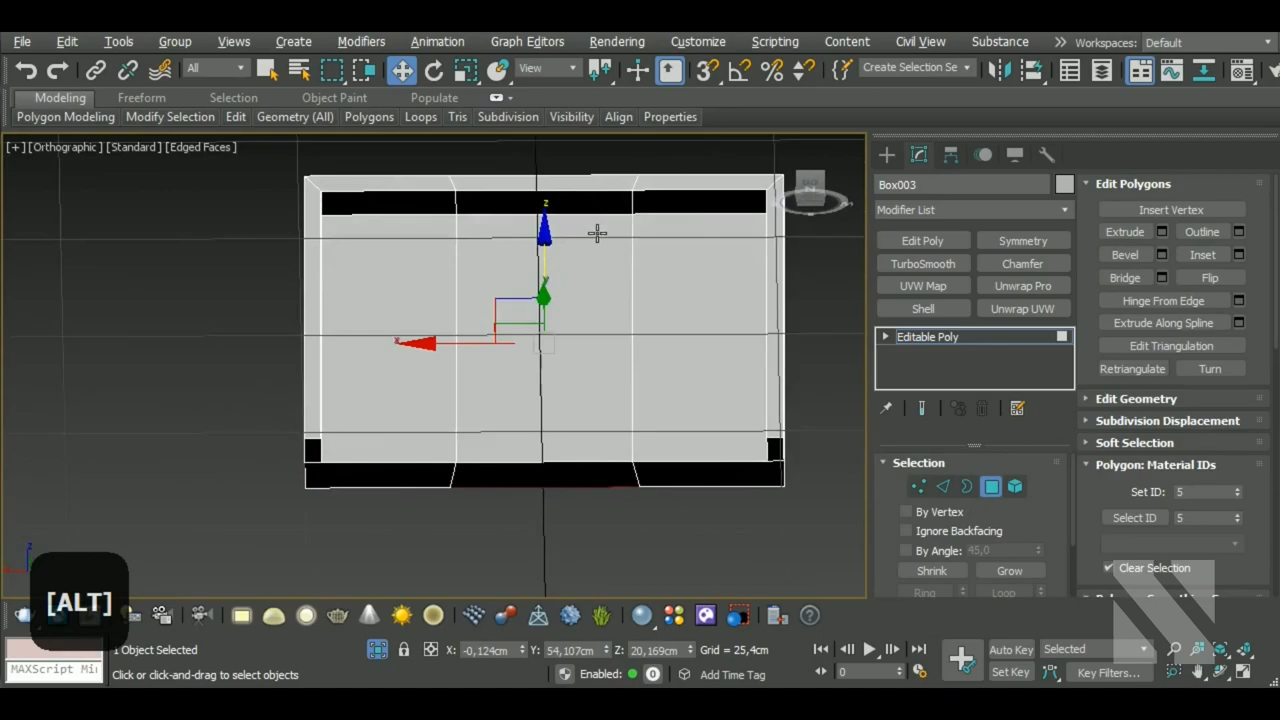 File Edit Tools Group Views Create Modifiers Animation Graph Editors Rendering Customize Scripting Content Civil View Substance Workspaces: Default
All View Create Selection Se
Modeling Freeform Selection Object Paint Populate
Polygon Modeling Modify Selection Edit Geometry (All) Polygons Loops Tris Subdivision Visibility Align Properties
[+] [Orthographic ] [Standard ] [Edged Faces ]
Box003
Modifier List
Edit Poly Symmetry
TurboSmooth Chamfer
UVW Map Unwrap Pro
Shell Unwrap UVW
Editable Poly
Selection
By Vertex
Ignore Backfacing
By Angle: 45,0
Shrink Grow
Ring Loop
Edit Polygons
Insert Vertex
Extrude Outline
Bevel Inset
Bridge Flip
Hinge From Edge
Extrude Along Spline
Edit Triangulation
Retriangulate Turn
Edit Geometry
Subdivision Displacement
Soft Selection
Polygon: Material IDs
Set ID: 5
Select ID 5
Clear Selection
z
x
[ALT]
1 Object Selected X: -0,124cm Y: 54,107cm Z: 20,169cm Grid = 25,4cm
Auto Key Selected
MAXScript Mi
Click or click-and-drag to select objects Enabled: 0 Add Time Tag
0
Set Key Key Filters...